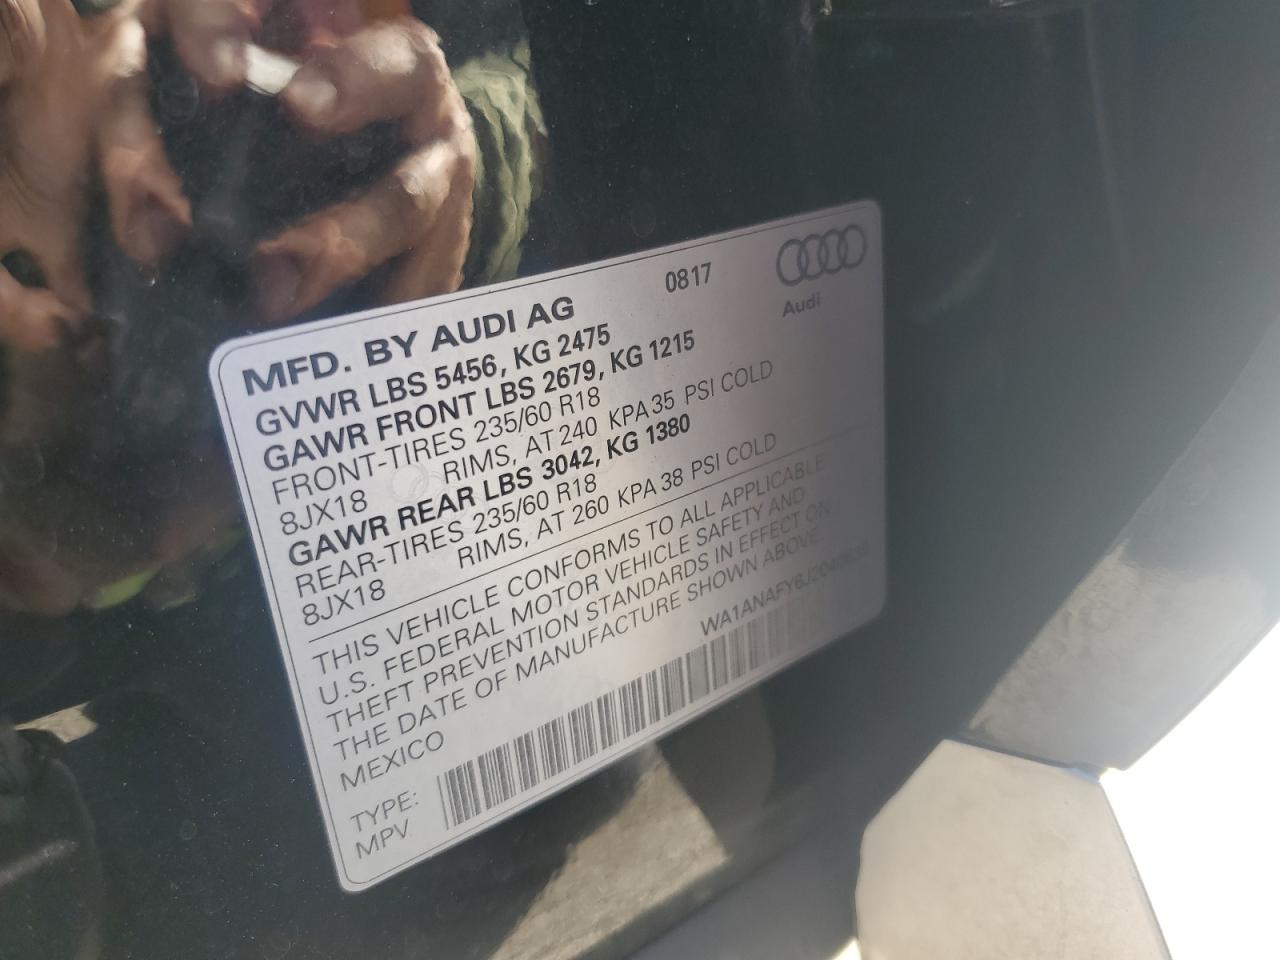 0817
Audi
MFD. BY AUDI AG
GVWR LBS 5456, KG 2475
GAWR FRONT LBS 2679, KG 1215
FRONT-TIRES 235/60 R18
8JX18 RIMS, AT 240 KPA 35 PSI COLD
GAWR REAR LBS 3042, KG 1380
REAR-TIRES 235/60 R18
8JX18 RIMS, AT 260 KPA 38 PSI COLD
THIS VEHICLE CONFORMS TO ALL APPLICABLE
U.S. FEDERAL MOTOR VEHICLE SAFETY AND
THEFT PREVENTION STANDARDS IN EFFECT ON
THE DATE OF MANUFACTURE SHOWN ABOVE.
MEXICO
TYPE:
MPV